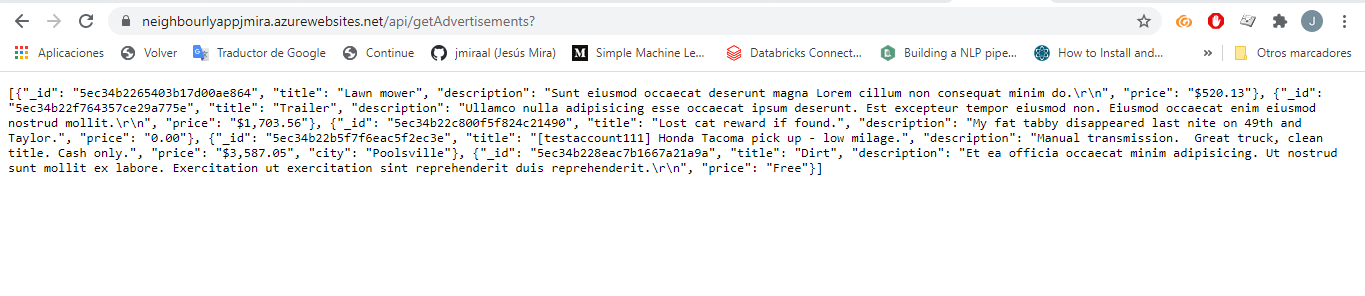 neighbourlyappjmira.azurewebsites.net/api/getAdvertisements?
J
Aplicaciones Volver Traductor de Google Continue jmiraal (Jesús Mira) M Simple Machine Le... Databricks Connect... Building a NLP pipe... How to Install and... » Otros marcadores
[{"_id": "5ec34b2265403b17d00ae864", "title": "Lawn mower", "description": "Sunt eiusmod occaecat deserunt magna Lorem cillum non consequat minim do.\r\n", "price": "$520.13"}, {"_id":
"5ec34b22f764357ce29a775e", "title": "Trailer", "description": "Ullamco nulla adipisicing esse occaecat ipsum deserunt. Est excepteur tempor eiusmod non. Eiusmod occaecat enim eiusmod
nostrud mollit.\r\n", "price": "$1,703.56"}, {"_id": "5ec34b22c800f5f824c21490", "title": "Lost cat reward if found.", "description": "My fat tabby disappeared last nite on 49th and
Taylor.", "price": "0.00"}, {"_id": "5ec34b22b5f7f6eac5f2ec3e", "title": "[testaccount111] Honda Tacoma pick up - low milage.", "description": "Manual transmission.  Great truck, clean
title. Cash only.", "price": "$3,587.05", "city": "Poolsville"}, {"_id": "5ec34b228eac7b1667a21a9a", "title": "Dirt", "description": "Et ea officia occaecat minim adipisicing. Ut nostrud
sunt mollit ex labore. Exercitation ut exercitation sint reprehenderit duis reprehenderit.\r\n", "price": "Free"}]